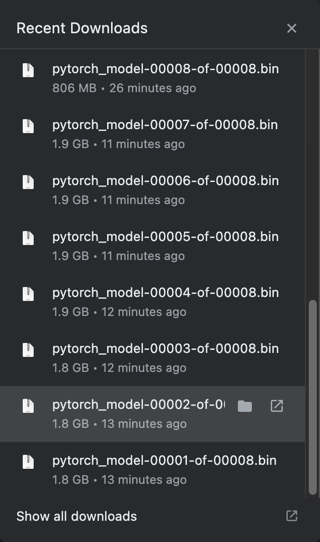 Recent Downloads
pytorch_model-00008-of-00008.bin
806 MB • 26 minutes ago
pytorch_model-00007-of-00008.bin
1.9 GB • 11 minutes ago
pytorch_model-00006-of-00008.bin
1.9 GB • 11 minutes ago
pytorch_model-00005-of-00008.bin
1.9 GB • 11 minutes ago
pytorch_model-00004-of-00008.bin
1.9 GB • 12 minutes ago
pytorch_model-00003-of-00008.bin
1.8 GB • 12 minutes ago
pytorch_model-00002-of-0
1.8 GB • 13 minutes ago
pytorch_model-00001-of-00008.bin
1.8 GB • 13 minutes ago
Show all downloads